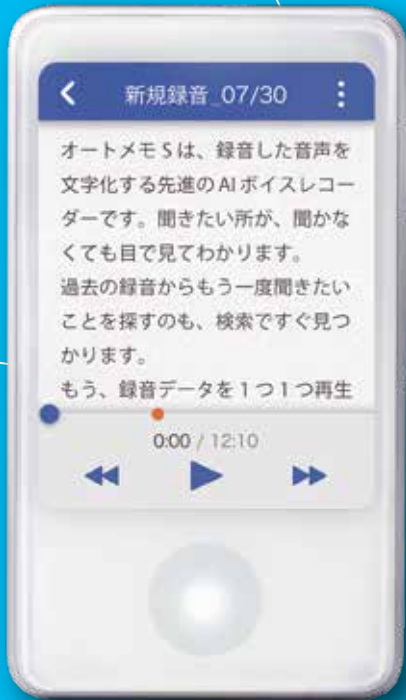 新規録音_07/30
オートメモSは、録音した音声を
文字化する先進のAIボイスレコー
ダーです。聞きたい所が、聞かな
くても目で見てわかります。
過去の録音からもう一度聞きたい
ことを探すのも、検索ですぐ見つ
かります。
もう、録音データを1つ1つ再生
0:00 / 12:10